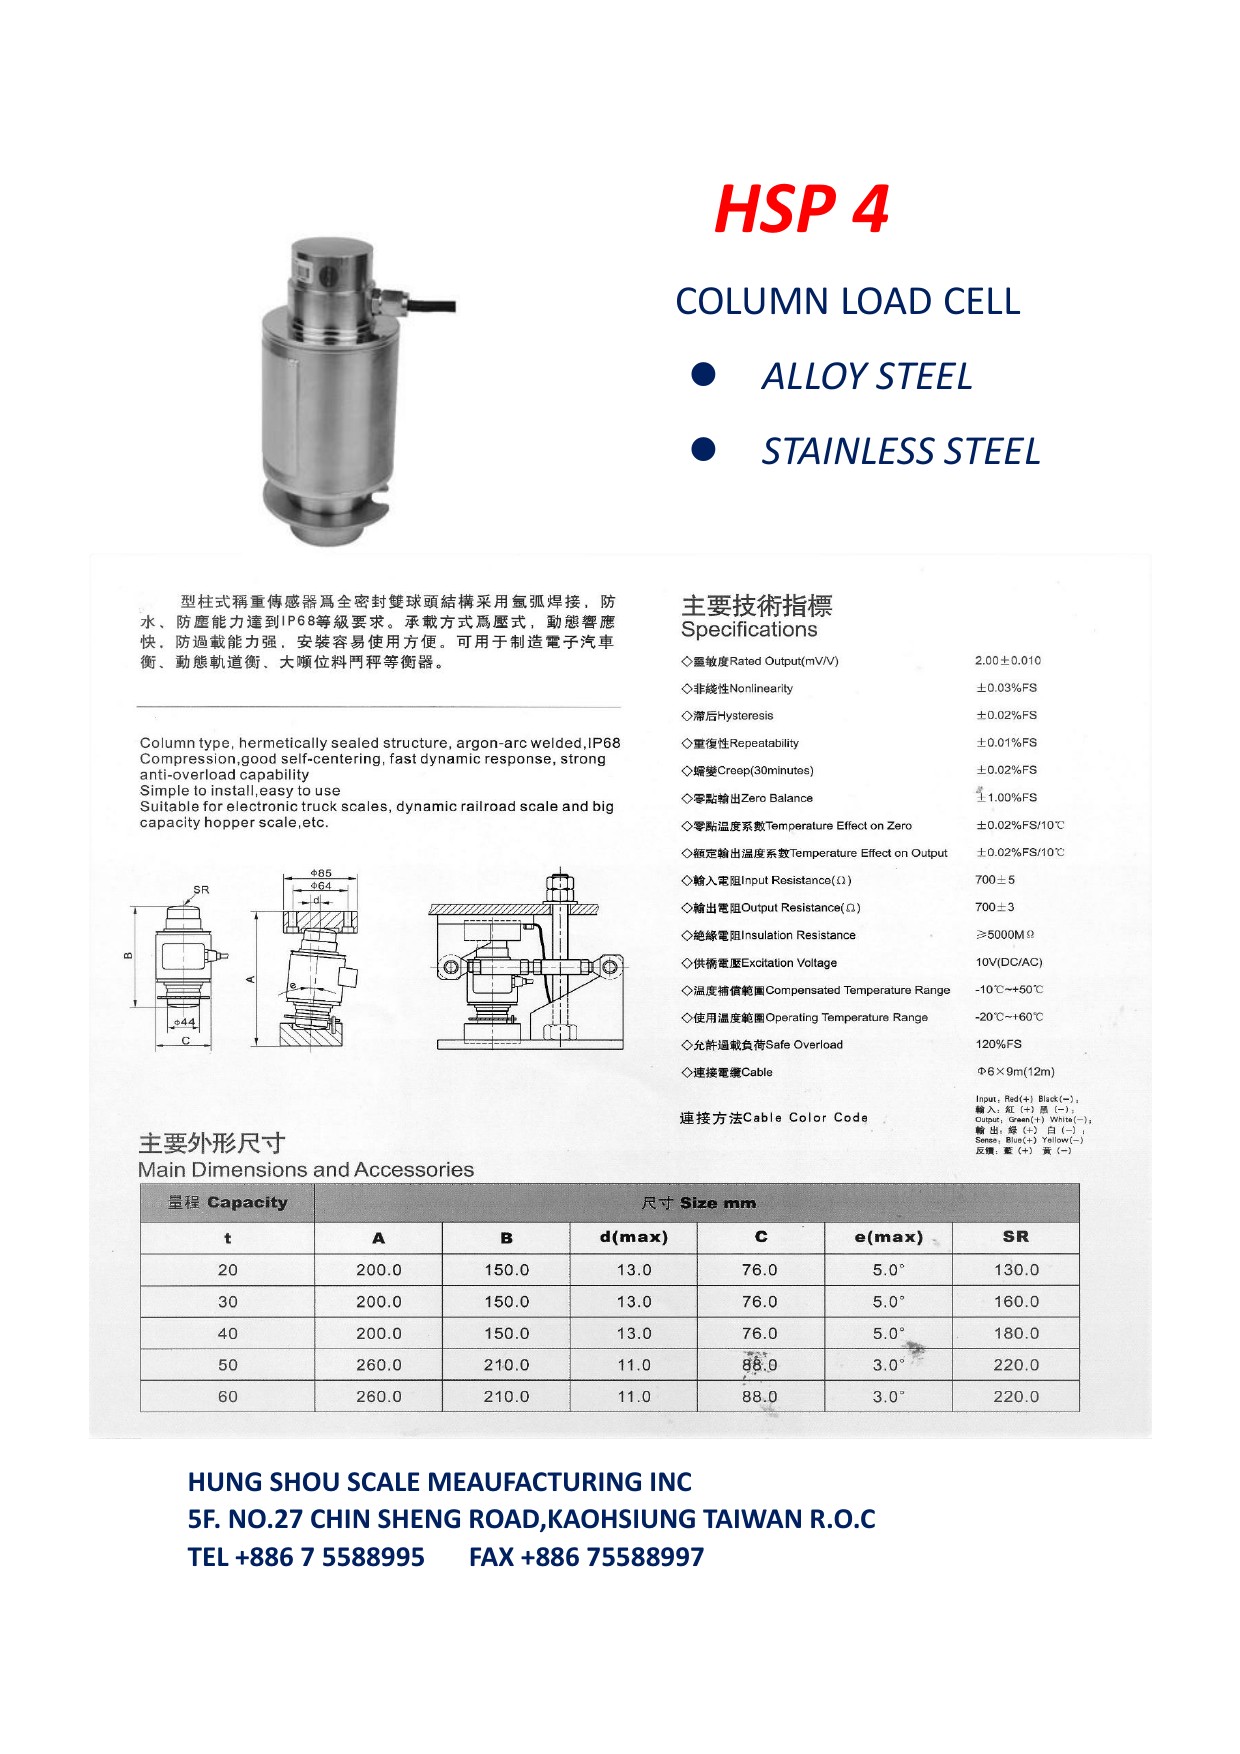 HSP 4
COLUMN LOAD CELL
● ALLOY STEEL
● STAINLESS STEEL
型柱式稱重傳感器爲全密封雙球頭結構采用氬弧焊接，防
水、防塵能力達到IP68等級要求。承載方式爲壓式，動態響應
快，防過載能力强，安裝容易使用方便。可用于制造電子汽車
衡、動態軌道衡、大噸位料鬥秤等衡器。
Column type, hermetically sealed structure, argon-arc welded,IP68
Compression,good self-centering, fast dynamic response, strong
anti-overload capability
Simple to install,easy to use
Suitable for electronic truck scales, dynamic railroad scale and big
capacity hopper scale,etc.
SR
B
Φ44
C
Φ85
Φ64
d
A
e
主要技術指標
Specifications
◇靈敏度Rated Output(mV/V) 2.00±0.010
◇非綫性Nonlinearity ±0.03%FS
◇滯后Hysteresis ±0.02%FS
◇重復性Repeatability ±0.01%FS
◇蠕變Creep(30minutes) ±0.02%FS
◇零點輸出Zero Balance ±1.00%FS
◇零點温度系數Temperature Effect on Zero ±0.02%FS/10℃
◇額定輸出温度系數Temperature Effect on Output ±0.02%FS/10℃
◇輸入電阻Input Resistance(Ω) 700±5
◇輸出電阻Output Resistance(Ω) 700±3
◇絶緣電阻Insulation Resistance ≥5000MΩ
◇供橋電壓Excitation Voltage 10V(DC/AC)
◇温度補償範圍Compensated Temperature Range -10℃~+50℃
◇使用温度範圍Operating Temperature Range -20℃~+60℃
◇允許過載負荷Safe Overload 120%FS
◇連接電纜Cable Φ6×9m(12m)
連接方法Cable Color Code
Input: Red(+) Black(−);
輸入: 紅 (+) 黑 (−);
Output: Green(+) White(−);
輸 出: 緑 (+) 白 (−);
Sense: Blue(+) Yellow(−)
反饋: 藍 (+) 黃 (−)
主要外形尺寸
Main Dimensions and Accessories
量程 Capacity 尺寸 Size mm
t A B d(max) C e(max) SR
20 200.0 150.0 13.0 76.0 5.0° 130.0
30 200.0 150.0 13.0 76.0 5.0° 160.0
40 200.0 150.0 13.0 76.0 5.0° 180.0
50 260.0 210.0 11.0 88.0 3.0° 220.0
60 260.0 210.0 11.0 88.0 3.0° 220.0
HUNG SHOU SCALE MEAUFACTURING INC
5F. NO.27 CHIN SHENG ROAD,KAOHSIUNG TAIWAN R.O.C
TEL +886 7 5588995 FAX +886 75588997